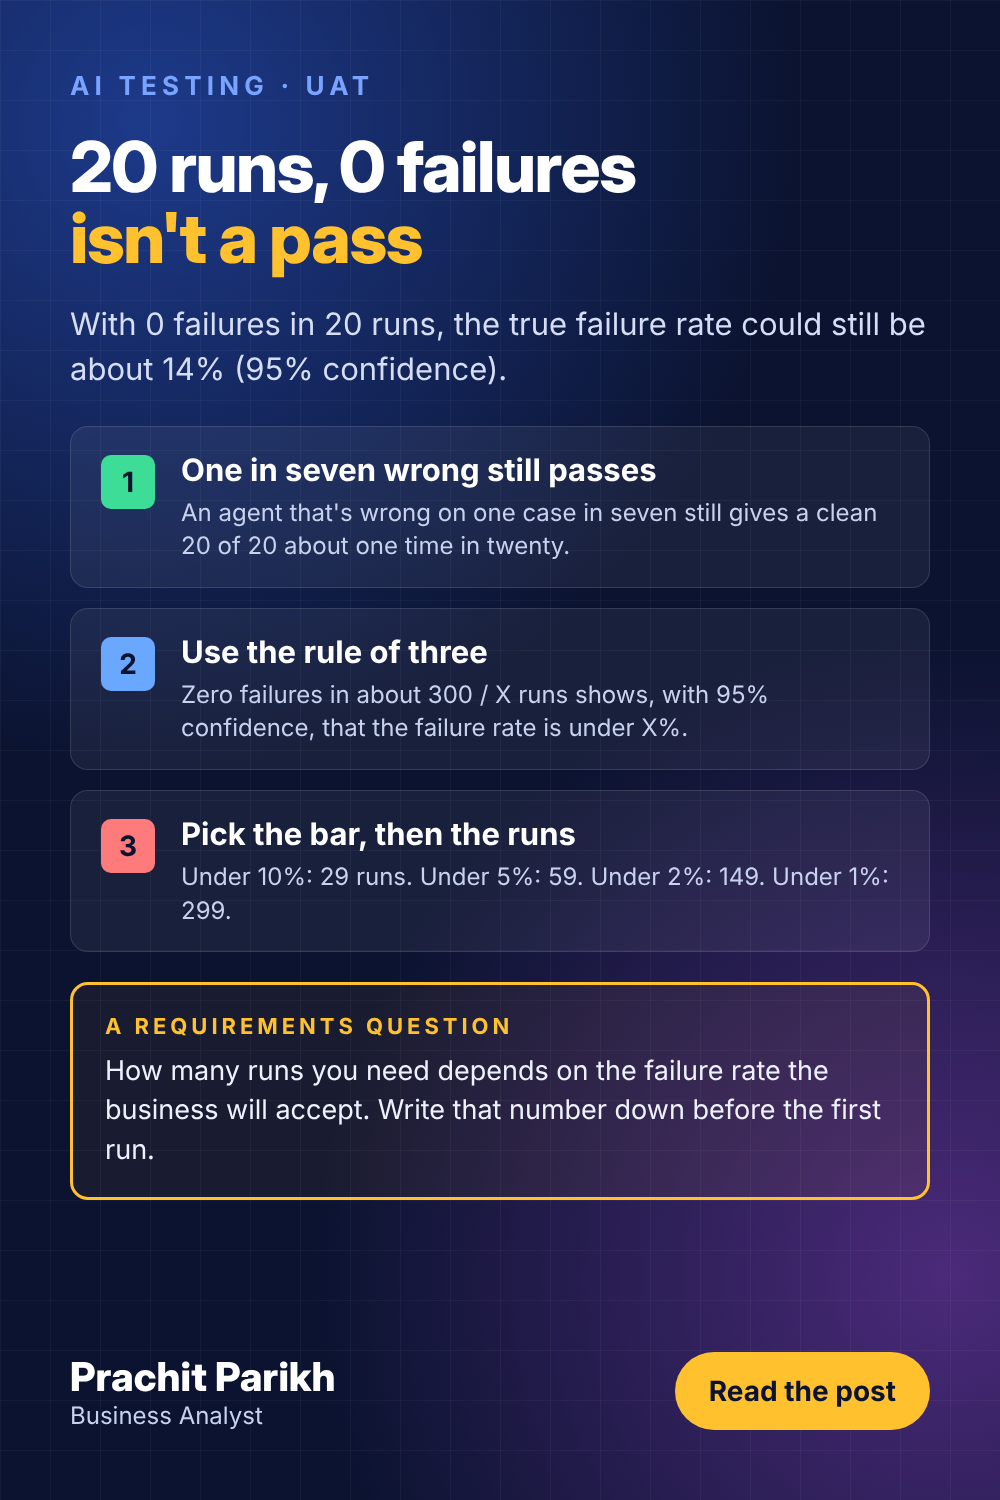 AI TESTING · UAT
20 runs, 0 failures
isn't a pass
With 0 failures in 20 runs, the true failure rate could still be
about 14% (95% confidence).
1
One in seven wrong still passes
An agent that's wrong on one case in seven still gives a clean
20 of 20 about one time in twenty.
2
Use the rule of three
Zero failures in about 300 / X runs shows, with 95%
confidence, that the failure rate is under X%.
3
Pick the bar, then the runs
Under 10%: 29 runs. Under 5%: 59. Under 2%: 149. Under 1%:
299.
A REQUIREMENTS QUESTION
How many runs you need depends on the failure rate the
business will accept. Write that number down before the first
run.
Prachit Parikh
Business Analyst
Read the post